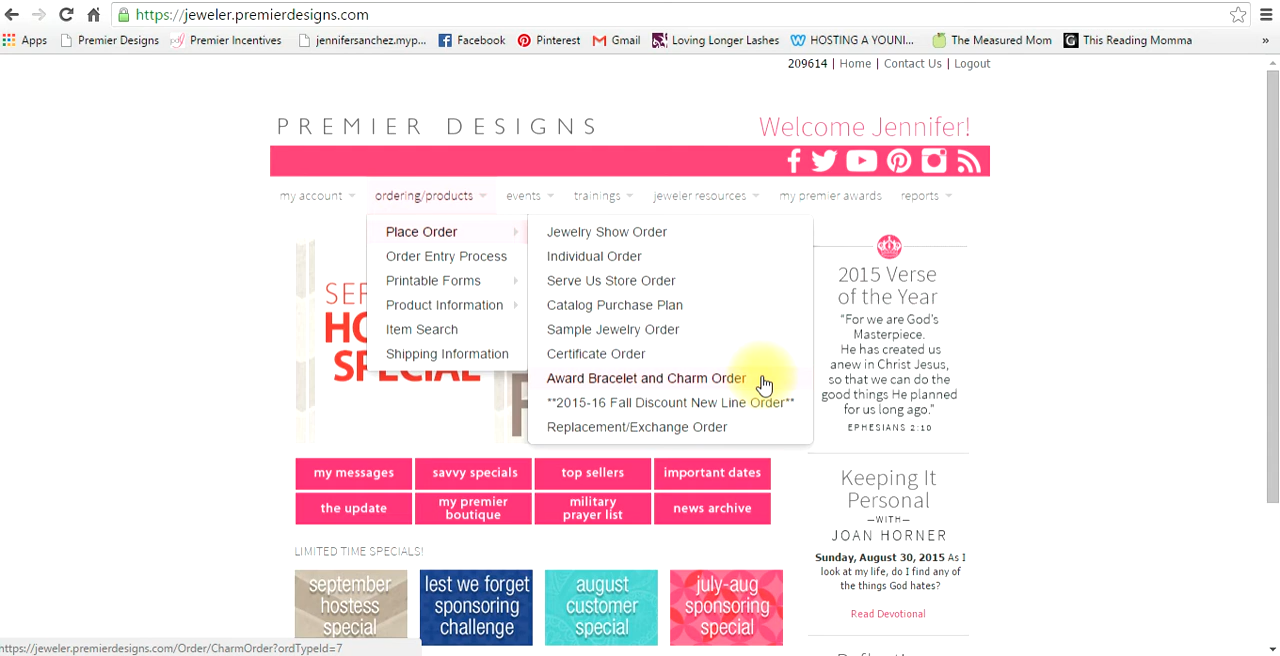 https://jeweler.premierdesigns.com
Apps Premier Designs Premier Incentives jennifersanchez.myp... Facebook Pinterest Gmail Loving Longer Lashes HOSTING A YOUNI... The Measured Mom This Reading Momma »
209614 | Home | Contact Us | Logout
PREMIER DESIGNS
Welcome Jennifer!
my account ordering/products events trainings jeweler resources my premier awards reports
Place Order
Order Entry Process
Printable Forms
Product Information
Item Search
Shipping Information
Jewelry Show Order
Individual Order
Serve Us Store Order
Catalog Purchase Plan
Sample Jewelry Order
Certificate Order
Award Bracelet and Charm Order
**2015-16 Fall Discount New Line Order**
Replacement/Exchange Order
SPECIAL
2015 Verse
of the Year
“For we are God’s
Masterpiece.
He has created us
anew in Christ Jesus,
so that we can do the
good things He planned
for us long ago.”
EPHESIANS 2:10
my messages savvy specials top sellers important dates
the update
my premier
boutique
military
prayer list
news archive
Keeping It
Personal
—WITH—
JOAN HORNER
Sunday, August 30, 2015 As I
look at my life, do I find any of
the things God hates?
Read Devotional
LIMITED TIME SPECIALS!
september
hostess
special
lest we forget
sponsoring
challenge
august
customer
special
july-aug
sponsoring
special
https://jeweler.premierdesigns.com/Order/CharmOrder?ordTypeId=7